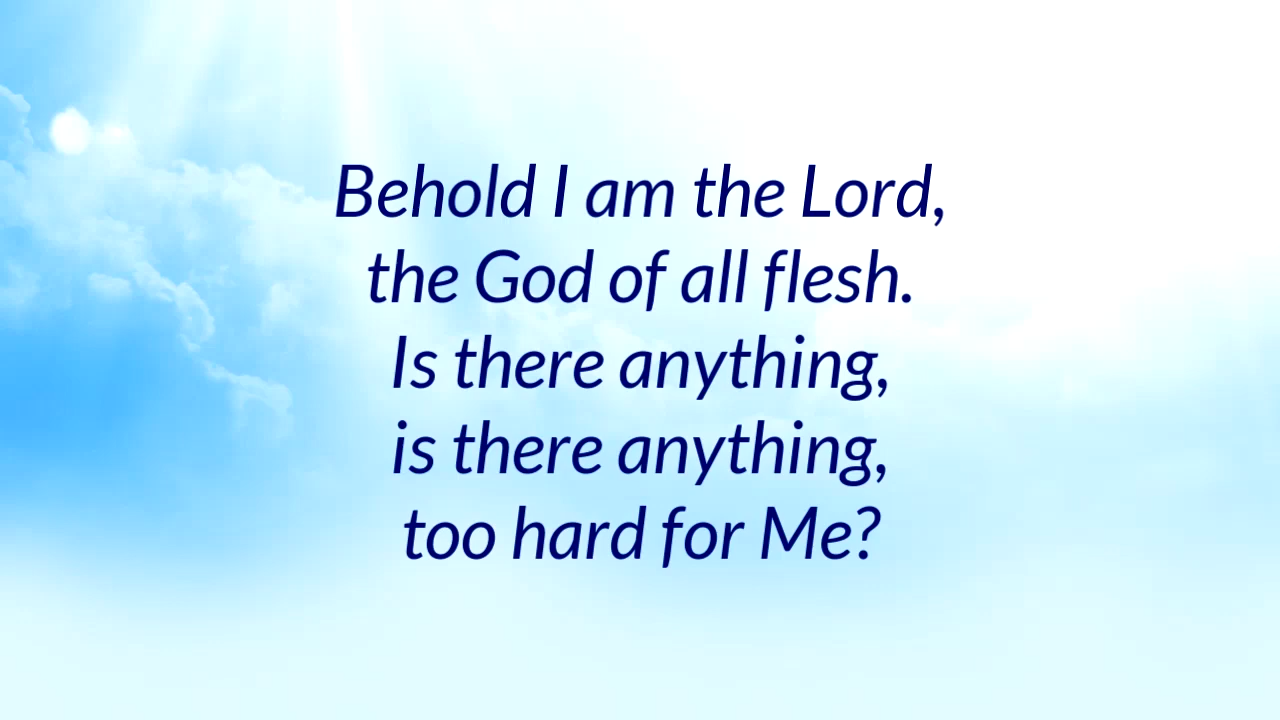 Behold I am the Lord,
the God of all flesh.
Is there anything,
is there anything,
too hard for Me?